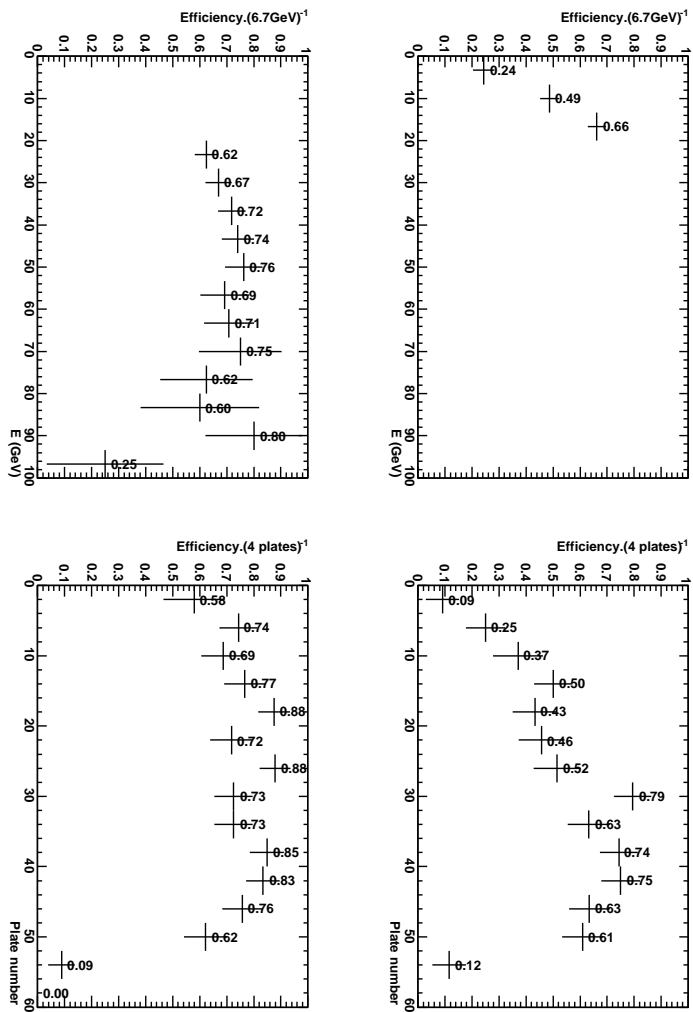 Efficiency.(6.7GeV)-1
0 0.1 0.2 0.3 0.4 0.5 0.6 0.7 0.8 0.9 1
0 10 20 30 40 50 60 70 80 90 100
E (GeV)
0.62
0.67
0.72
0.74
0.76
0.69
0.71
0.75
0.62
0.60
0.80
0.25
Efficiency.(6.7GeV)-1
0 0.1 0.2 0.3 0.4 0.5 0.6 0.7 0.8 0.9 1
0 10 20 30 40 50 60 70 80 90 100
E (GeV)
0.24
0.49
0.66
Efficiency.(4 plates)-1
0 0.1 0.2 0.3 0.4 0.5 0.6 0.7 0.8 0.9 1
0 10 20 30 40 50 60
Plate number
0.58
0.74
0.69
0.77
0.88
0.72
0.88
0.73
0.73
0.85
0.83
0.76
0.62
0.09
0.00
Efficiency.(4 plates)-1
0 0.1 0.2 0.3 0.4 0.5 0.6 0.7 0.8 0.9 1
0 10 20 30 40 50 60
Plate number
0.09
0.25
0.37
0.50
0.43
0.46
0.52
0.79
0.63
0.74
0.75
0.63
0.61
0.12